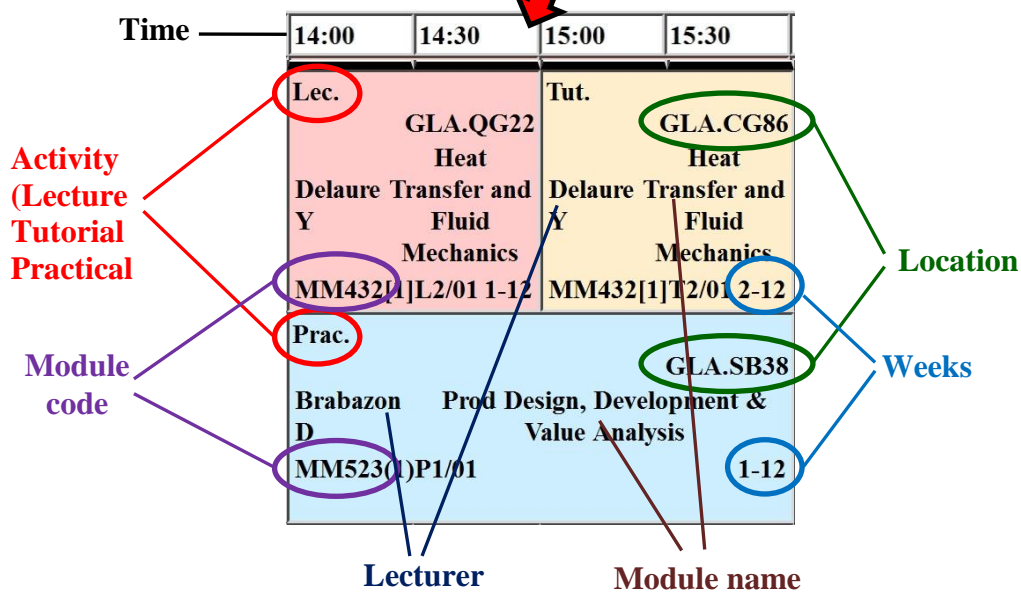 Time
14:00 14:30 15:00 15:30
Lec.
GLA.QG22
Heat
Delaure Transfer and
Y Fluid
Mechanics
MM432[1]L2/01 1-12
Tut.
GLA.CG86
Heat
Delaure Transfer and
Y Fluid
Mechanics
MM432[1]T2/01 2-12
Prac.
GLA.SB38
Brabazon Prod Design, Development &
D Value Analysis
MM523(1)P1/01 1-12
Activity
(Lecture
Tutorial
Practical
Module
code
Location
Weeks
Lecturer
Module name